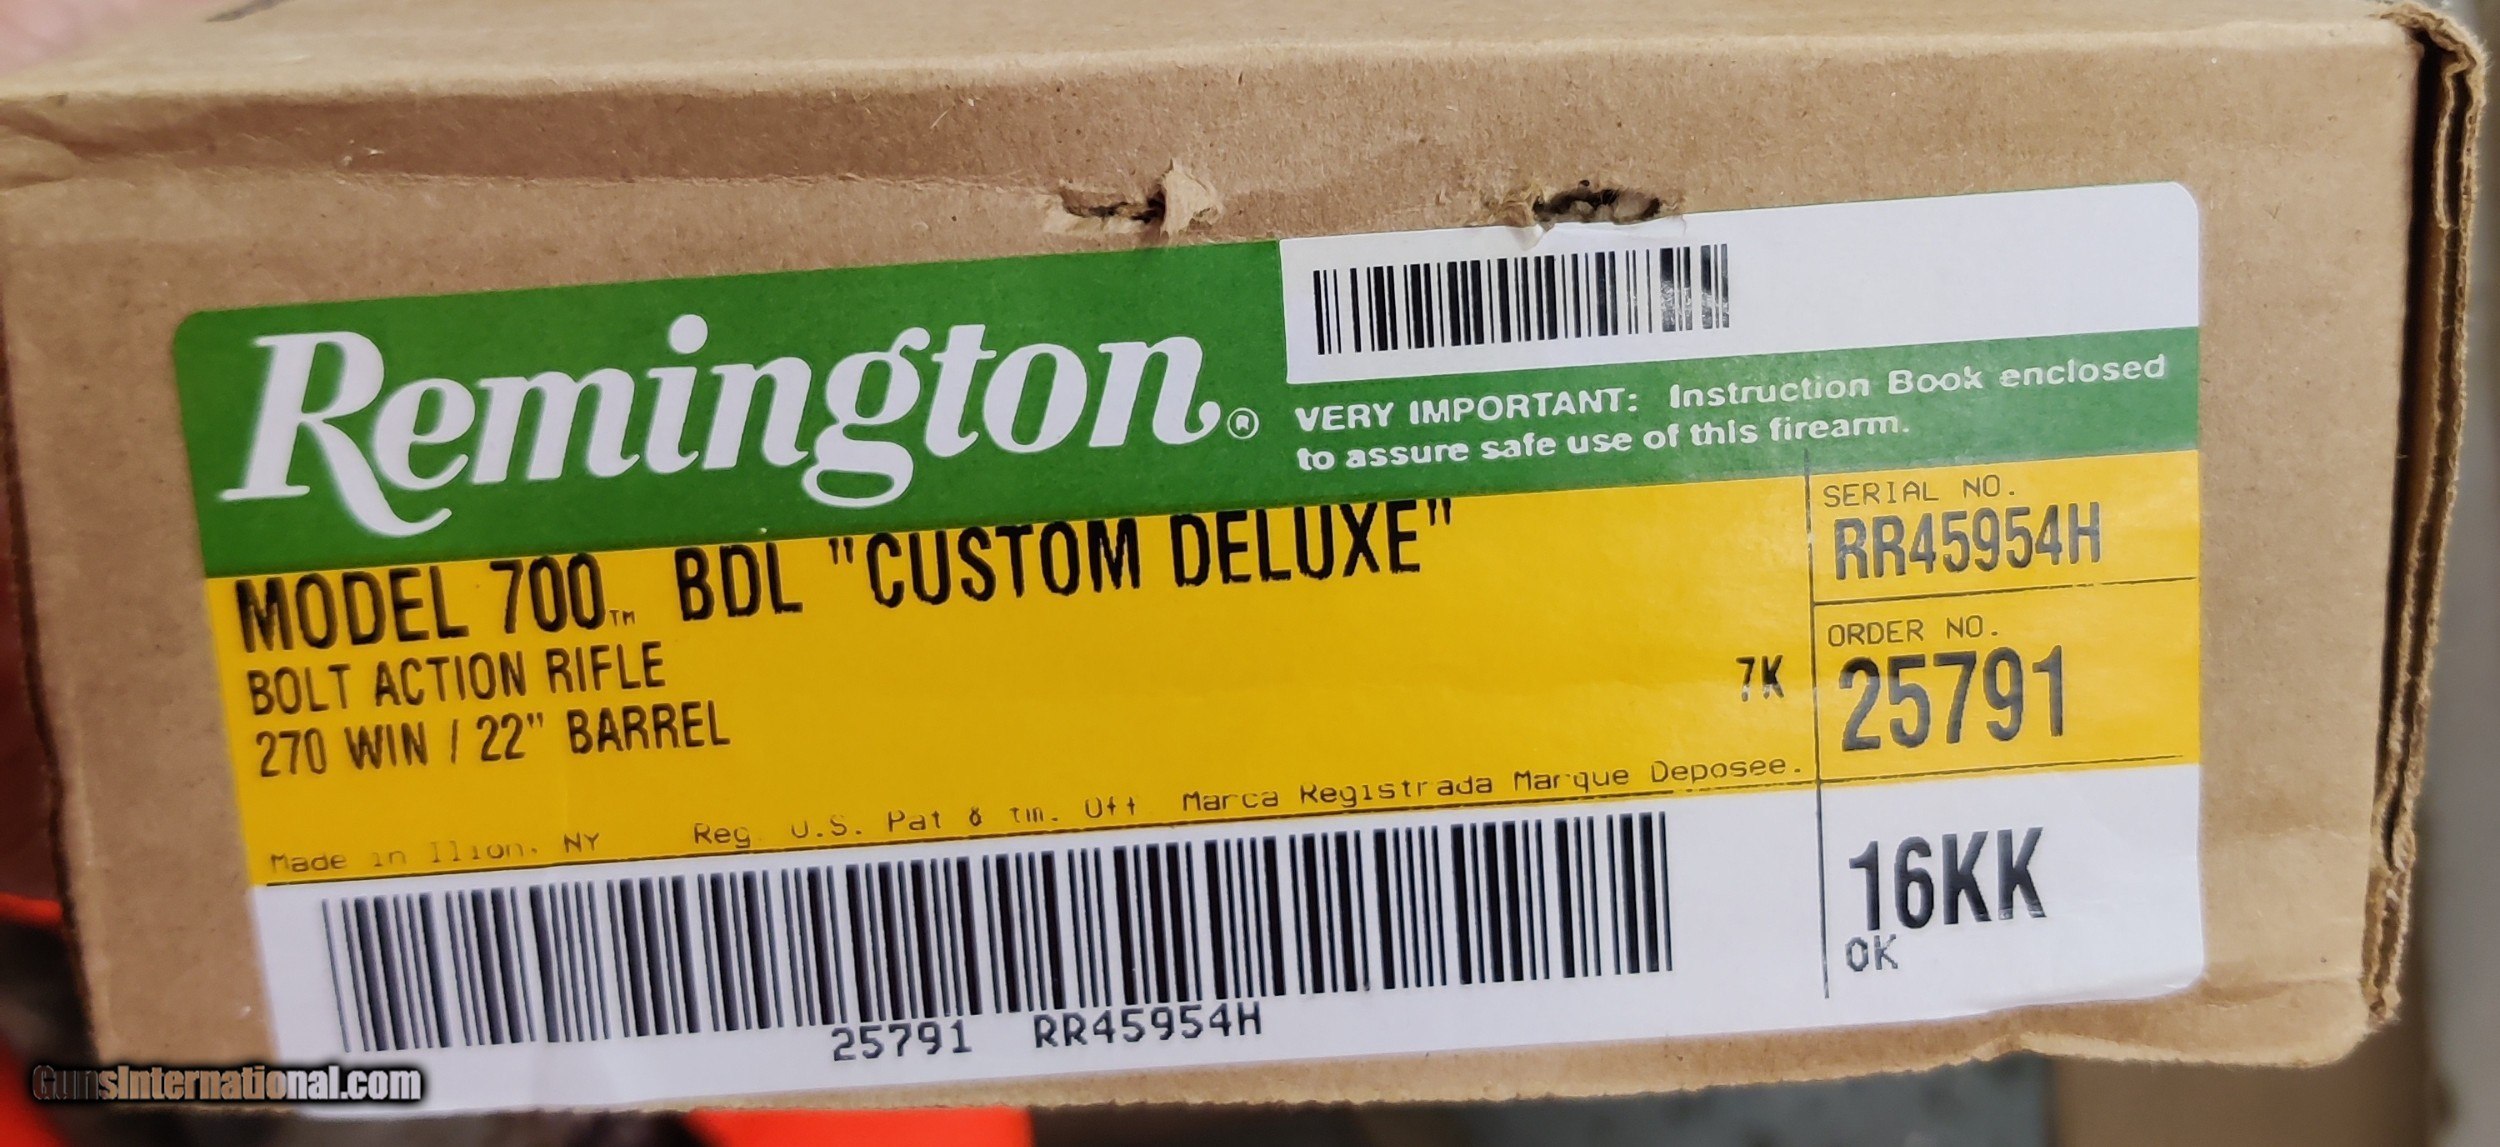 Remington®
VERY IMPORTANT: Instruction Book enclosed
to assure safe use of this firearm.
MODEL 700™ BDL "CUSTOM DELUXE"
BOLT ACTION RIFLE
270 WIN / 22" BARREL
7K
SERIAL NO.
RR45954H
ORDER NO.
25791
Made in Ilion, NY Reg. U.S. Pat & tm. Off Marca Registrada Marque Deposee.
16KK
OK
25791 RR45954H
GunsInternational.com